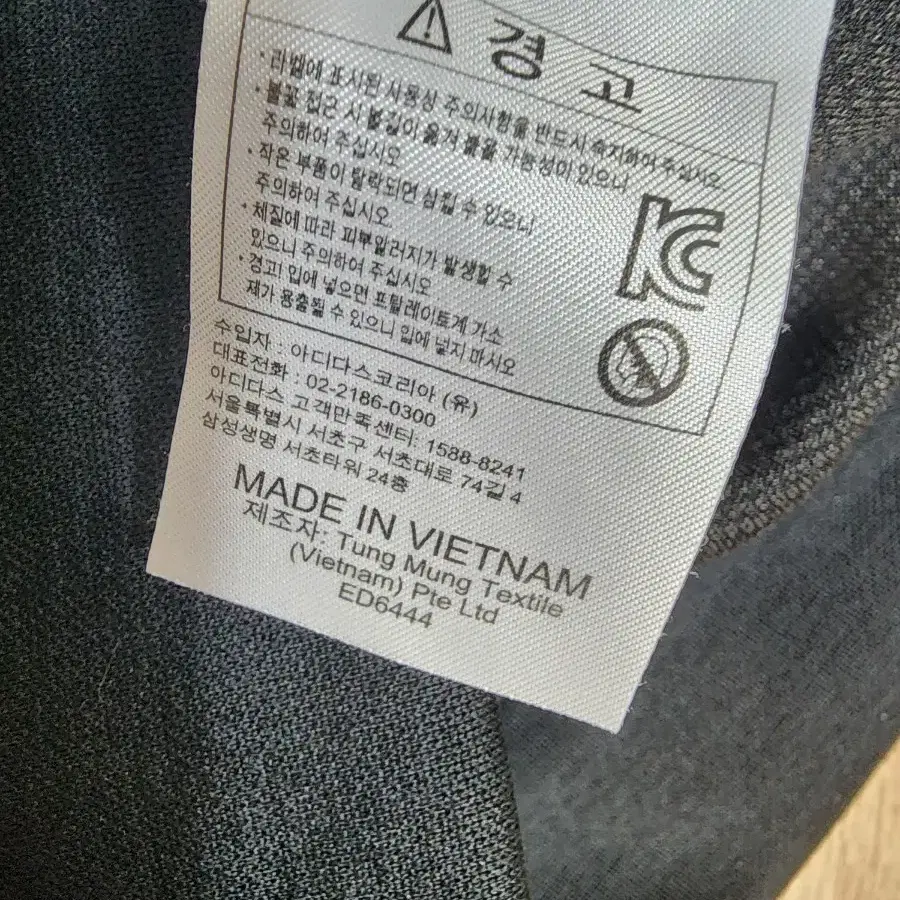 경 고
· 라벨에 표시된 사용상 주의사항을 반드시 숙지하여 주십시오.
· 불꽃 접근 시 불길이 옮겨 붙을 가능성이 있으니
주의하여 주십시오
· 작은 부품이 탈락되면 삼킬 수 있으니
주의하여 주십시오
· 체질에 따라 피부알러지가 발생할 수
있으니 주의하여 주십시오
· 경고! 입에 넣으면 프탈레이트계 가소
제가 용출될 수 있으니 입에 넣지 마시오
KC
수입자 : 아디다스코리아 (유)
대표전화 : 02-2186-0300
아디다스 고객만족센터: 1588-8241
서울특별시 서초구 서초대로 74길 4
삼성생명 서초타워 24층
MADE IN VIETNAM
제조자: Tung Mung Textile
(Vietnam) Pte Ltd
ED6444